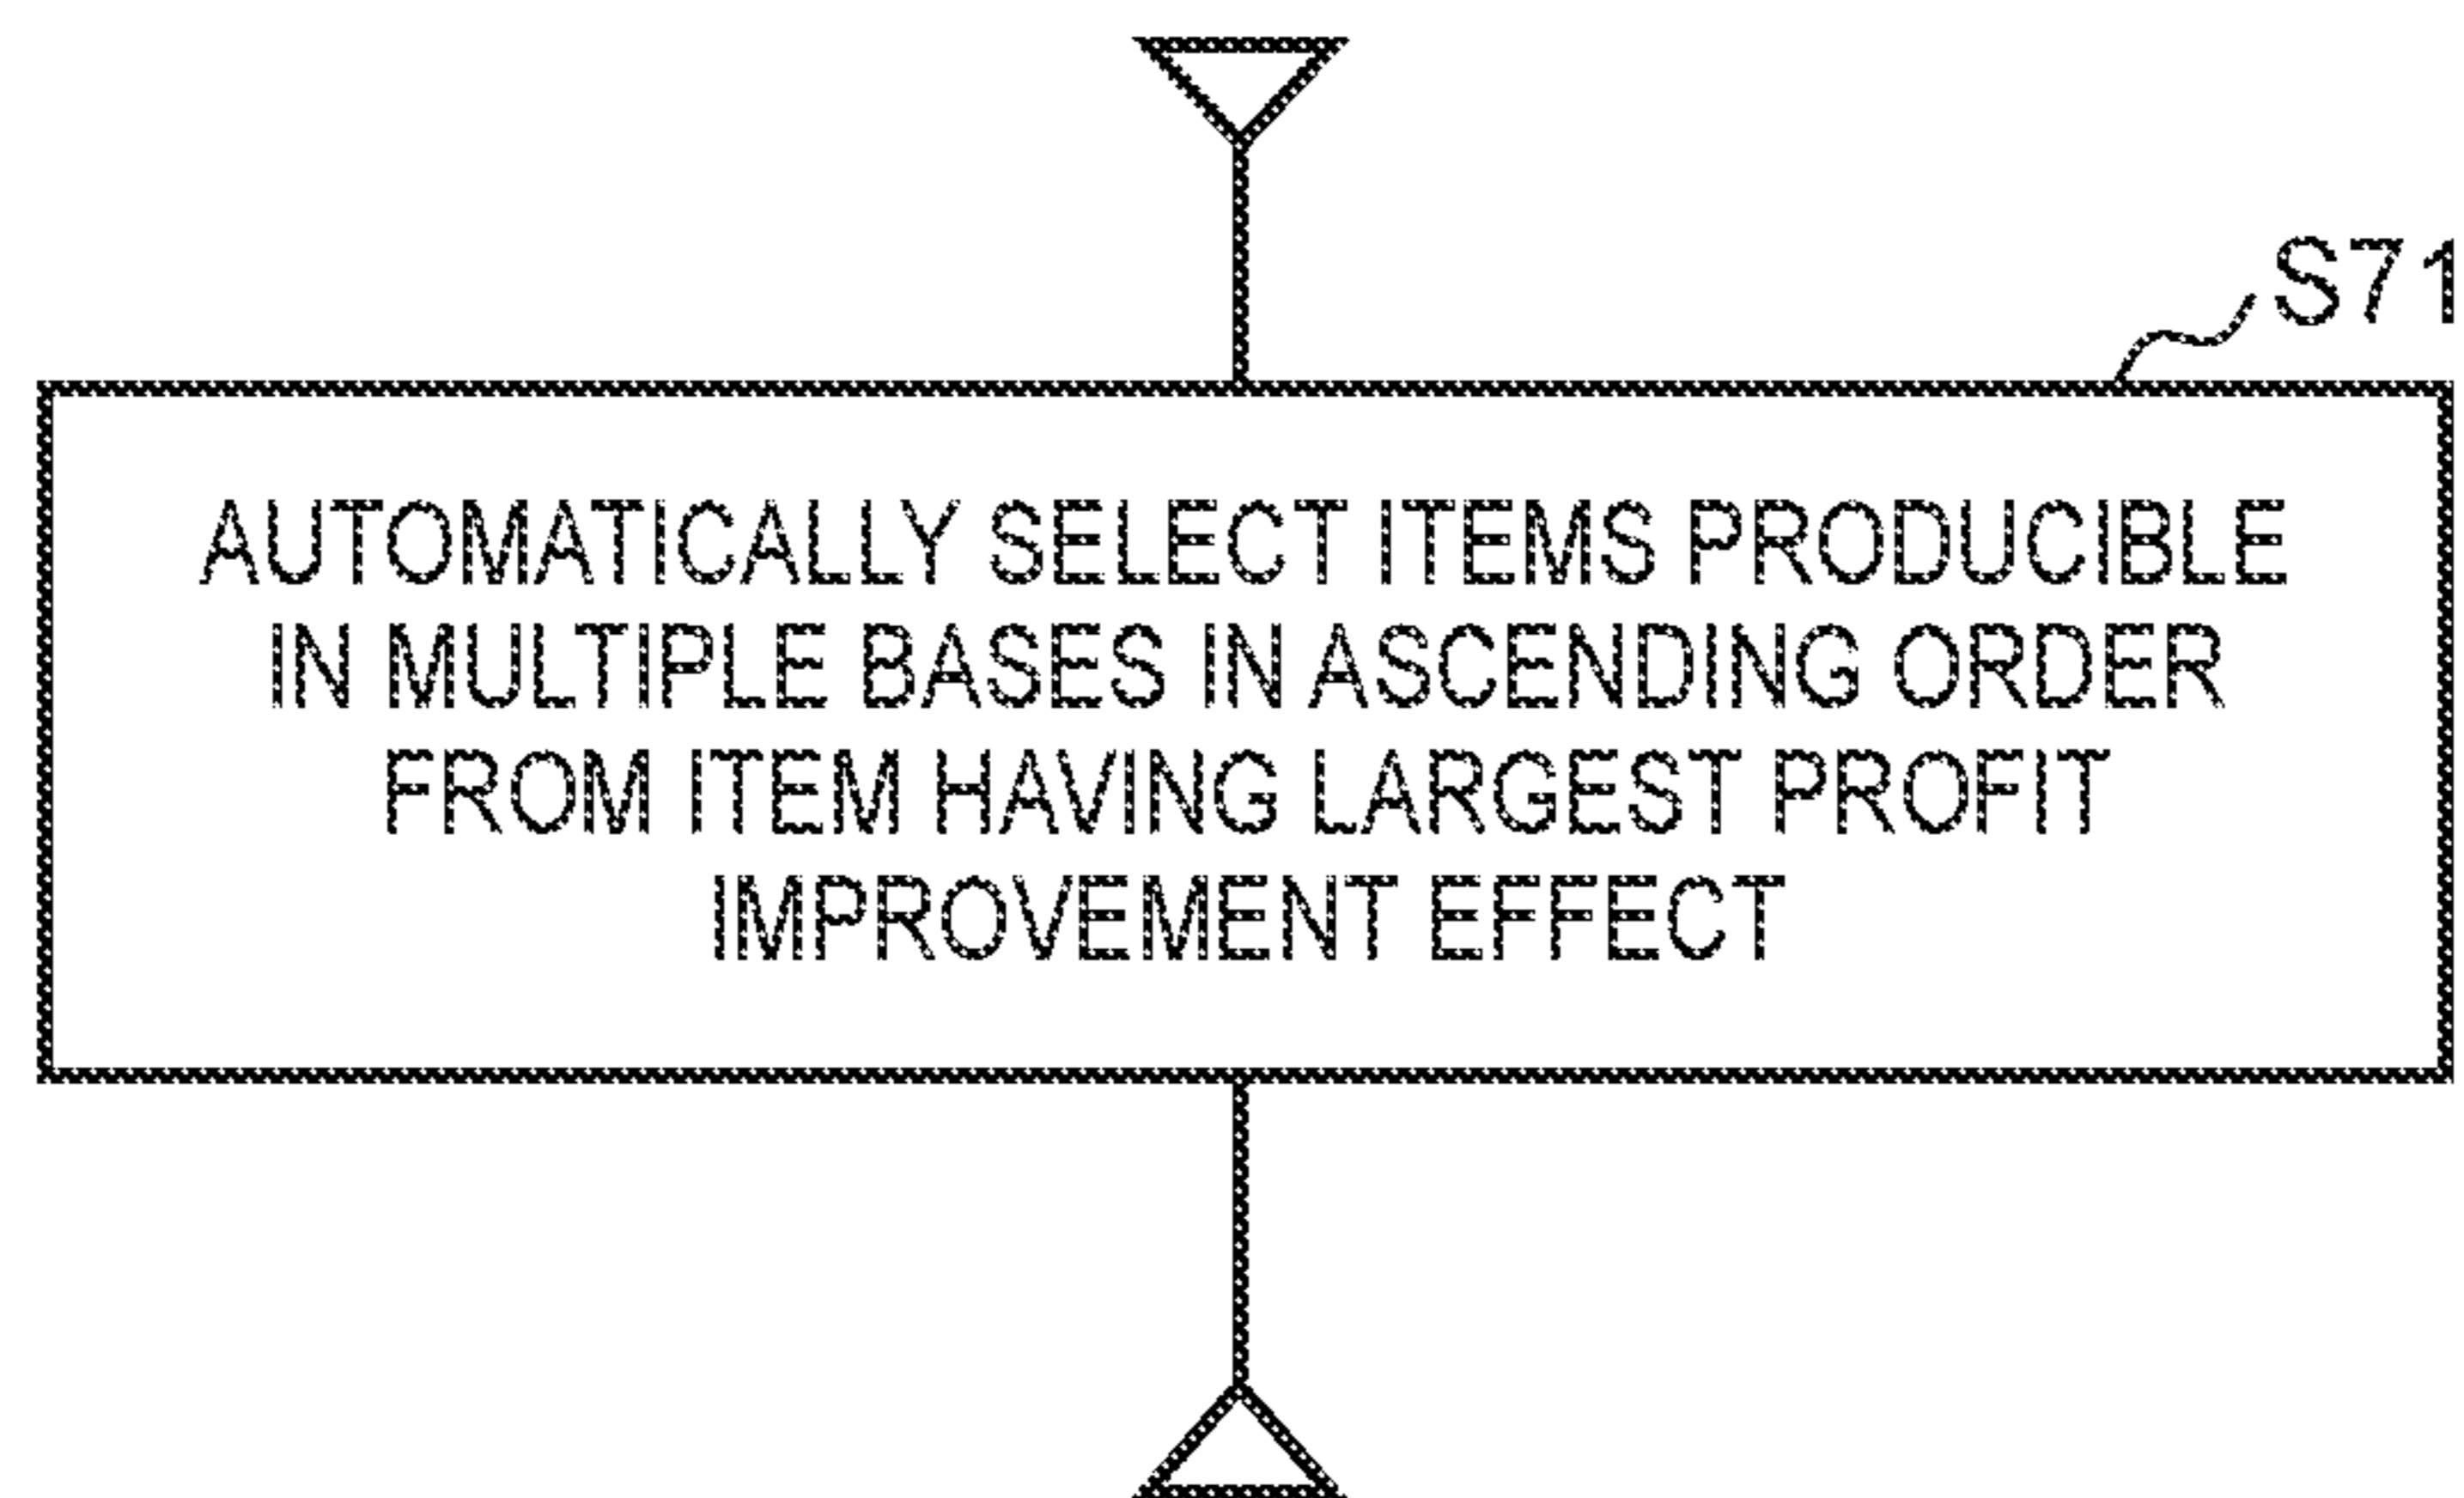 S71
AUTOMATICALLY SELECT ITEMS PRODUCIBLE
IN MULTIPLE BASES IN ASCENDING ORDER
FROM ITEM HAVING LARGEST PROFIT
IMPROVEMENT EFFECT